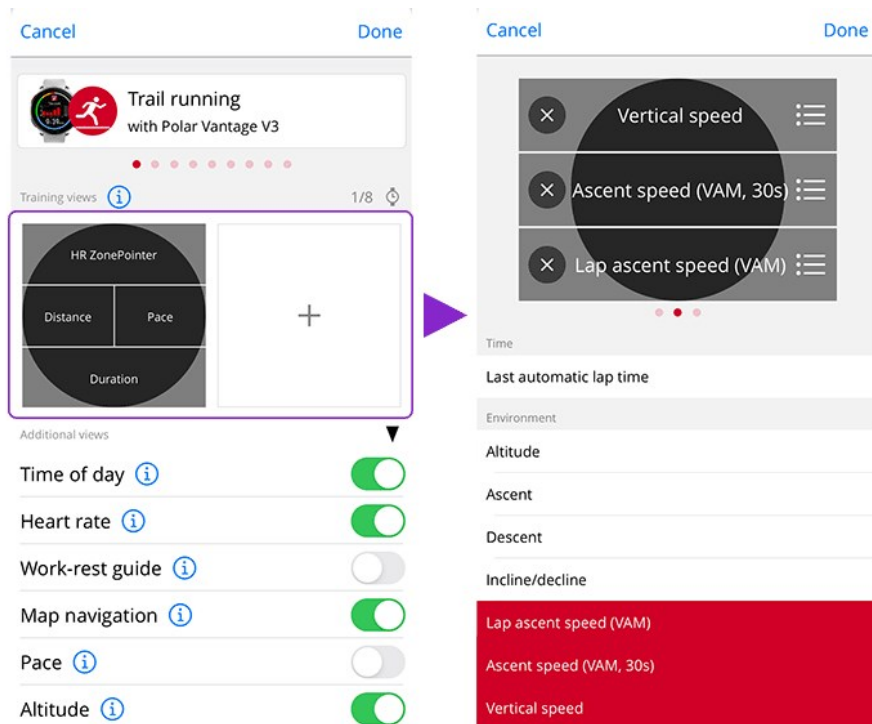 Cancel
Done
Trail running
with Polar Vantage V3
Training views
1/8
HR ZonePointer
Distance
Pace
Duration
+
Additional views
Time of day
Heart rate
Work-rest guide
Map navigation
Pace
Altitude
Cancel
Done
Vertical speed
Ascent speed (VAM, 30s)
Lap ascent speed (VAM)
Time
Last automatic lap time
Environment
Altitude
Ascent
Descent
Incline/decline
Lap ascent speed (VAM)
Ascent speed (VAM, 30s)
Vertical speed